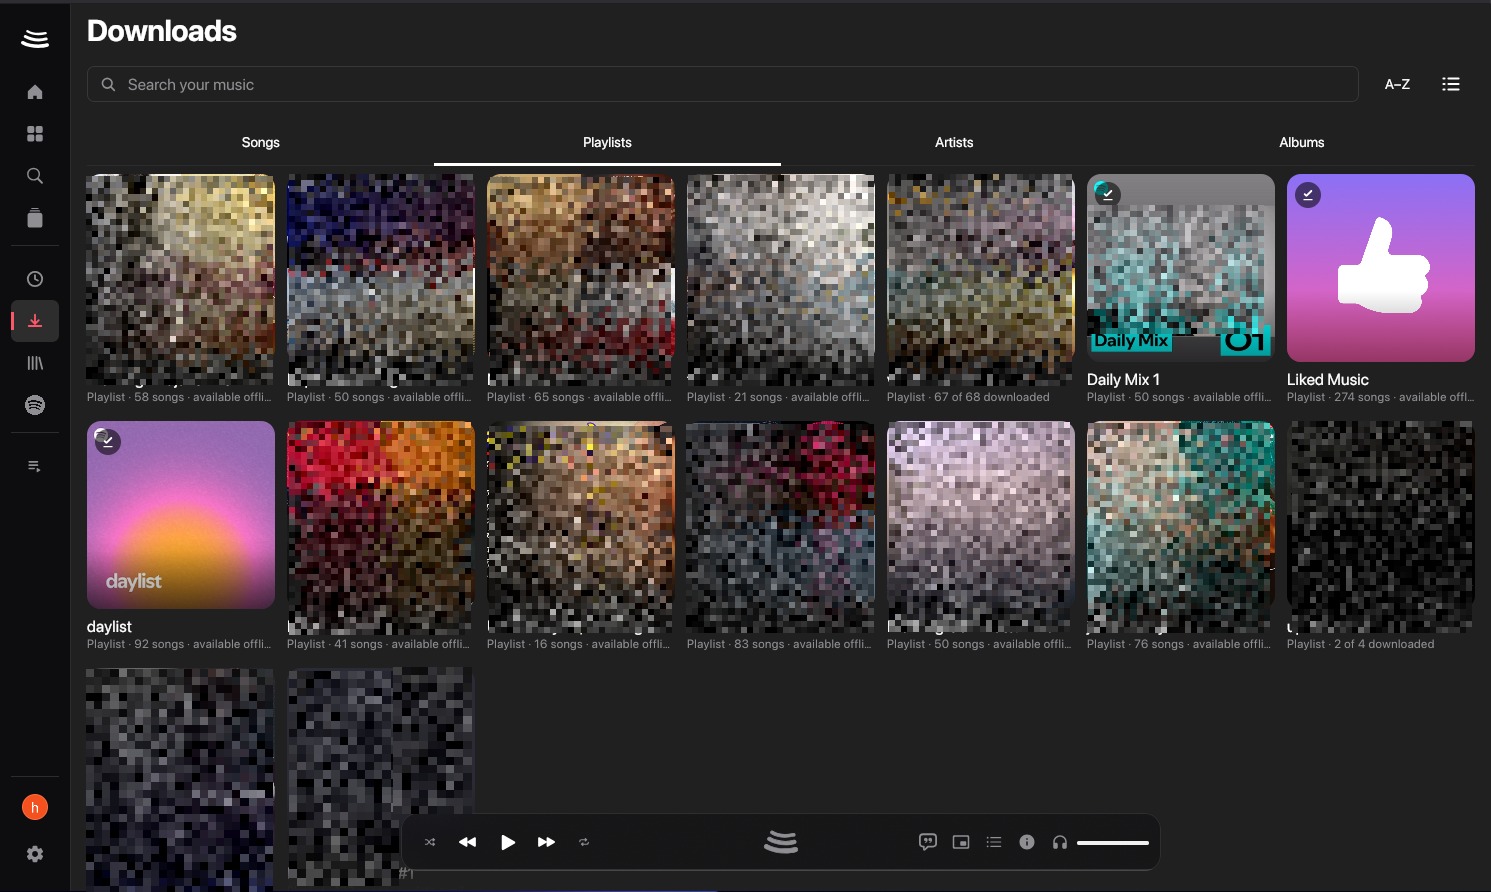 Downloads
Search your music
A–Z
Songs
Playlists
Artists
Albums
Daily Mix
01
Daily Mix 1
Liked Music
Playlist · 58 songs · available offli...
Playlist · 50 songs · available offli...
Playlist · 65 songs · available offli...
Playlist · 21 songs · available offli...
Playlist · 67 of 68 downloaded
Playlist · 50 songs · available offli...
Playlist · 274 songs · available offl...
daylist
daylist
Playlist · 92 songs · available offli...
Playlist · 41 songs · available offli...
Playlist · 16 songs · available offli...
Playlist · 83 songs · available offli...
Playlist · 50 songs · available offli...
Playlist · 76 songs · available offli...
Playlist · 2 of 4 downloaded
h
#1